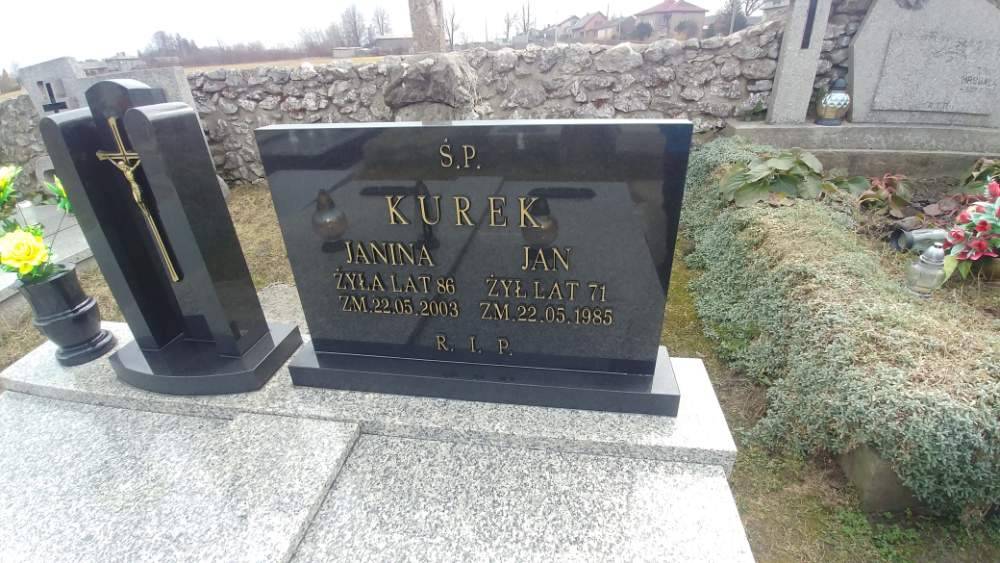 Ś.P.
KUREK
JANINA JAN
ŻYŁA LAT 86 ŻYŁ LAT 71
ZM.22.05.2003 ZM.22.05.1985
R. I. P.